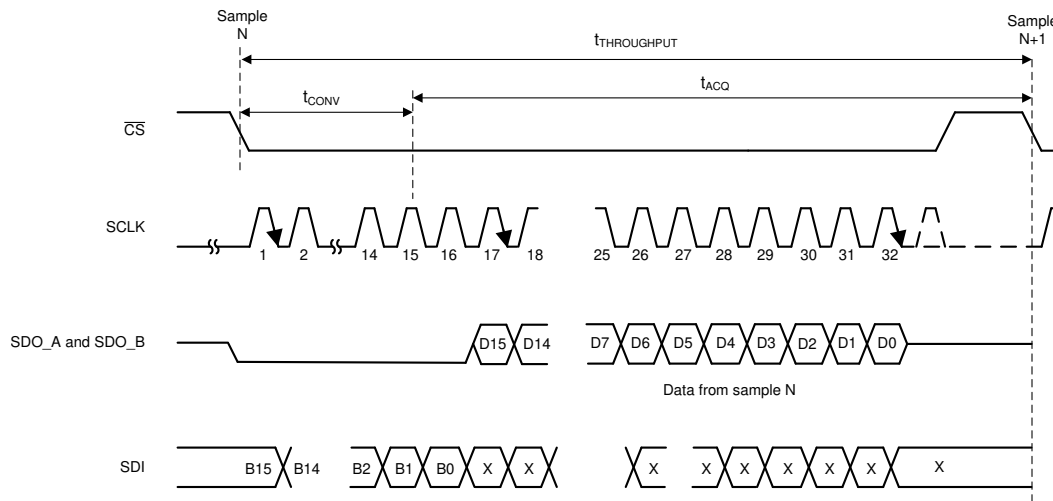 Sample
N
Sample
N+1
tTHROUGHPUT
tCONV
tACQ
CS
SCLK
1 2 14 15 16 17 18 25 26 27 28 29 30 31 32
SDO_A and SDO_B
D15 D14 D7 D6 D5 D4 D3 D2 D1 D0
Data from sample N
SDI
B15 B14 B2 B1 B0 X X X X X X X X X